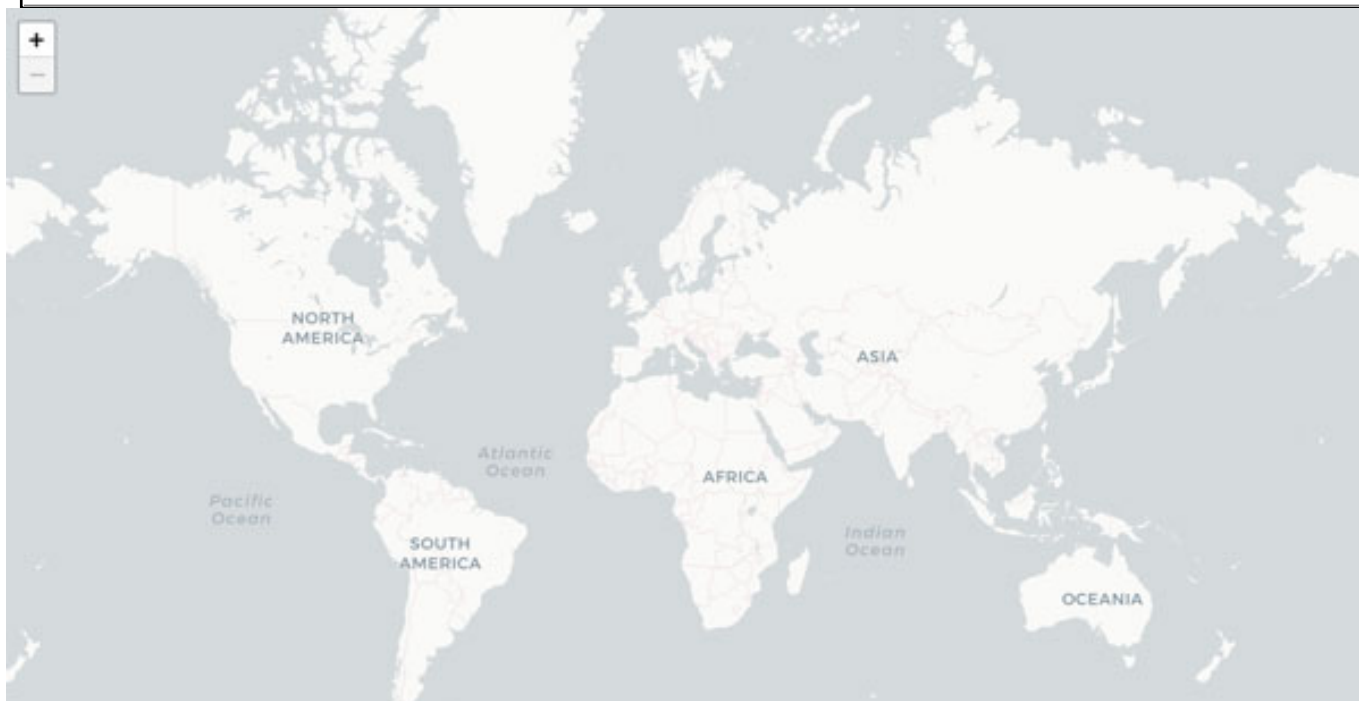 +
−
NORTH
AMERICA
ASIA
Atlantic
Ocean
AFRICA
Pacific
Ocean
Indian
Ocean
SOUTH
AMERICA
OCEANIA